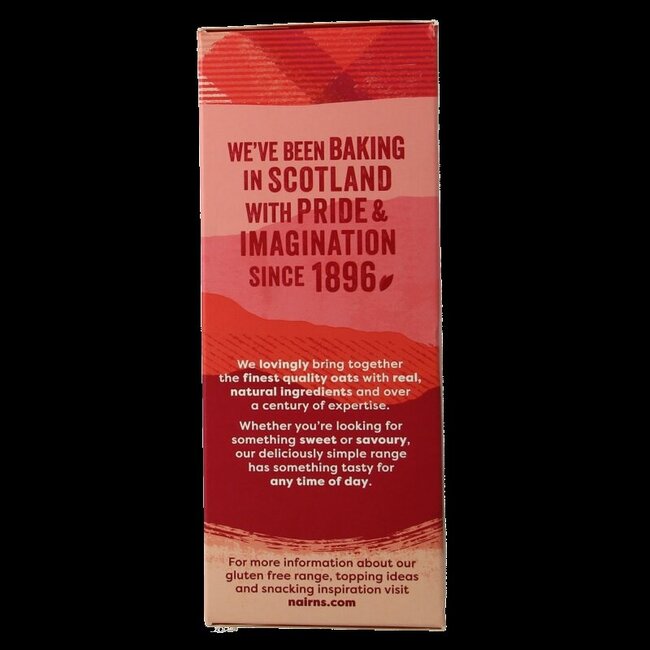 WE'VE BEEN BAKING
IN SCOTLAND
WITH PRIDE &
IMAGINATION
SINCE 1896
We lovingly bring together
the finest quality oats with real,
natural ingredients and over
a century of expertise.
Whether you're looking for
something sweet or savoury,
our deliciously simple range
has something tasty for
any time of day.
For more information about our
gluten free range, topping ideas
and snacking inspiration visit
nairns.com